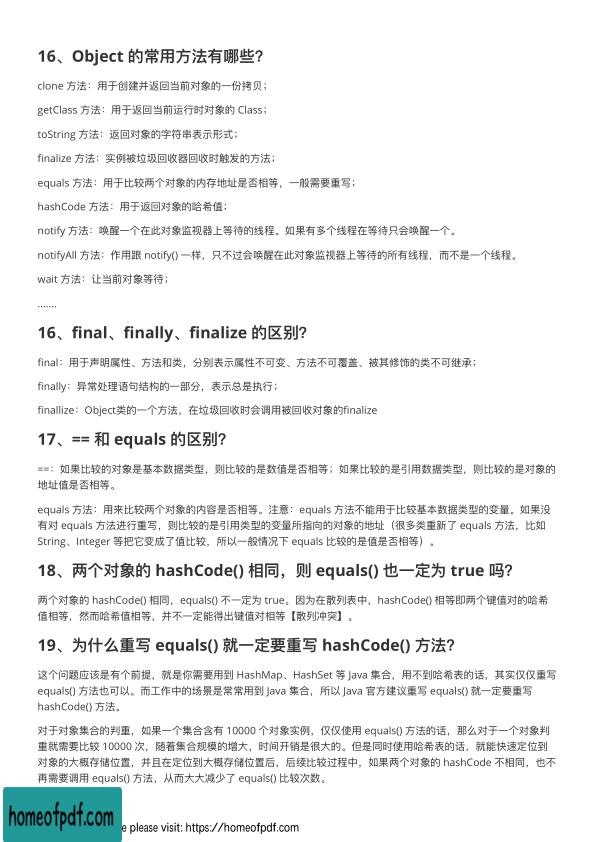 16、Object 的常用方法有哪些？
clone 方法：用于创建并返回当前对象的一份拷贝；
getClass 方法：用于返回当前运行时对象的 Class；
toString 方法：返回对象的字符串表示形式；
finalize 方法：实例被垃圾回收器回收时触发的方法；
equals 方法：用于比较两个对象的内存地址是否相等，一般需要重写；
hashCode 方法：用于返回对象的哈希值；
notify 方法：唤醒一个在此对象监视器上等待的线程。如果有多个线程在等待只会唤醒一个。
notifyAll 方法：作用跟 notify() 一样，只不过会唤醒在此对象监视器上等待的所有线程，而不是一个线程。
wait 方法：让当前对象等待；
.......
16、final、finally、finalize 的区别？
final：用于声明属性、方法和类，分别表示属性不可变、方法不可覆盖、被其修饰的类不可继承；
finally：异常处理语句结构的一部分，表示总是执行；
finallize：Object类的一个方法，在垃圾回收时会调用被回收对象的finalize
17、== 和 equals 的区别？
==：如果比较的对象是基本数据类型，则比较的是数值是否相等；如果比较的是引用数据类型，则比较的是对象的
地址值是否相等。
equals 方法：用来比较两个对象的内容是否相等。注意：equals 方法不能用于比较基本数据类型的变量。如果没
有对 equals 方法进行重写，则比较的是引用类型的变量所指向的对象的地址（很多类重新了 equals 方法，比如
String、Integer 等把它变成了值比较，所以一般情况下 equals 比较的是值是否相等）。
18、两个对象的 hashCode() 相同，则 equals() 也一定为 true 吗？
两个对象的 hashCode() 相同，equals() 不一定为 true。因为在散列表中，hashCode() 相等即两个键值对的哈希
值相等，然而哈希值相等，并不一定能得出键值对相等【散列冲突】。
19、为什么重写 equals() 就一定要重写 hashCode() 方法？
这个问题应该是有个前提，就是你需要用到 HashMap、HashSet 等 Java 集合，用不到哈希表的话，其实仅仅重写
equals() 方法也可以。而工作中的场景是常常用到 Java 集合，所以 Java 官方建议重写 equals() 就一定要重写
hashCode() 方法。
对于对象集合的判重，如果一个集合含有 10000 个对象实例，仅仅使用 equals() 方法的话，那么对于一个对象判
重就需要比较 10000 次，随着集合规模的增大，时间开销是很大的。但是同时使用哈希表的话，就能快速定位到
对象的大概存储位置，并且在定位到大概存储位置后，后续比较过程中，如果两个对象的 hashCode 不相同，也不
再需要调用 equals() 方法，从而大大减少了 equals() 比较次数。
homeofpdf.com
please visit: https://homeofpdf.com